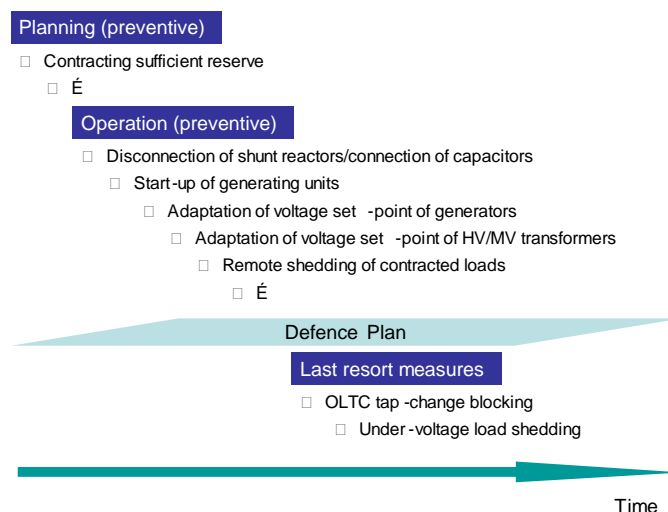 Planning (preventive)
□ Contracting sufficient reserve
□ É
Operation (preventive)
□ Disconnection of shunt reactors/connection of capacitors
□ Start-up of generating units
□ Adaptation of voltage set -point of generators
□ Adaptation of voltage set -point of HV/MV transformers
□ Remote shedding of contracted loads
□ É
Defence Plan
Last resort measures
□ OLTC tap -change blocking
□ Under -voltage load shedding
Time